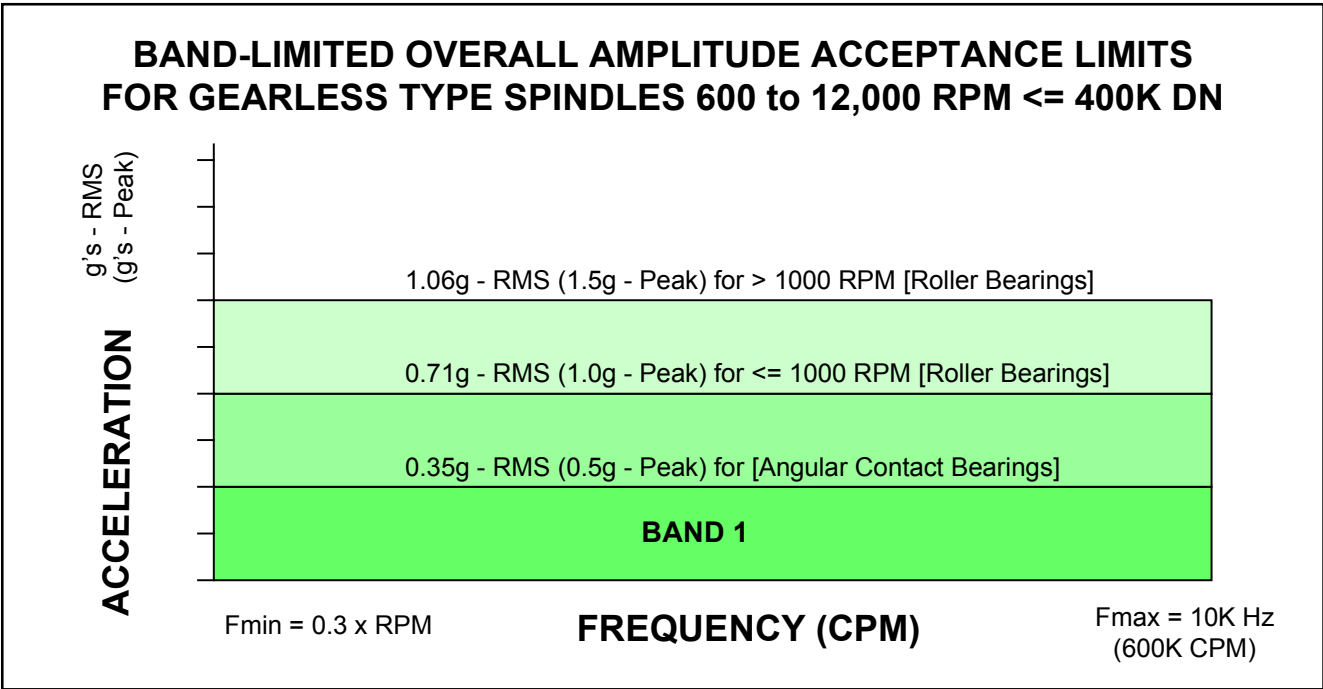 BAND-LIMITED OVERALL AMPLITUDE ACCEPTANCE LIMITS
FOR GEARLESS TYPE SPINDLES 600 to 12,000 RPM <= 400K DN
g's - RMS
(g's - Peak)
ACCELERATION
1.06g - RMS (1.5g - Peak) for > 1000 RPM [Roller Bearings]
0.71g - RMS (1.0g - Peak) for <= 1000 RPM [Roller Bearings]
0.35g - RMS (0.5g - Peak) for [Angular Contact Bearings]
BAND 1
Fmin = 0.3 x RPM
FREQUENCY (CPM)
Fmax = 10K Hz
(600K CPM)